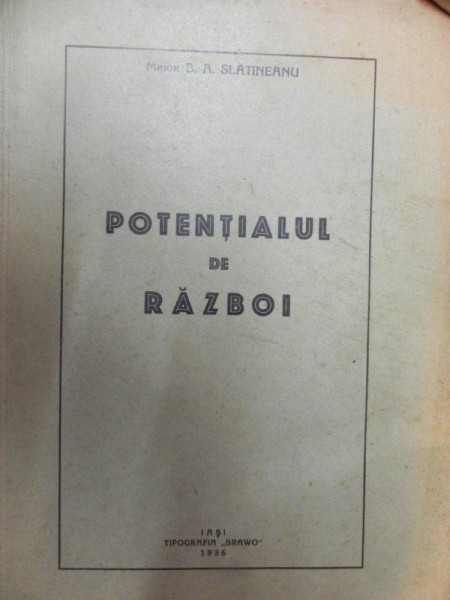 Maior B. A. SLĂTINEANU
POTENȚIALUL
DE
RĂZBOI
IAȘI
TIPOGRAFIA „BRAWO"
1936